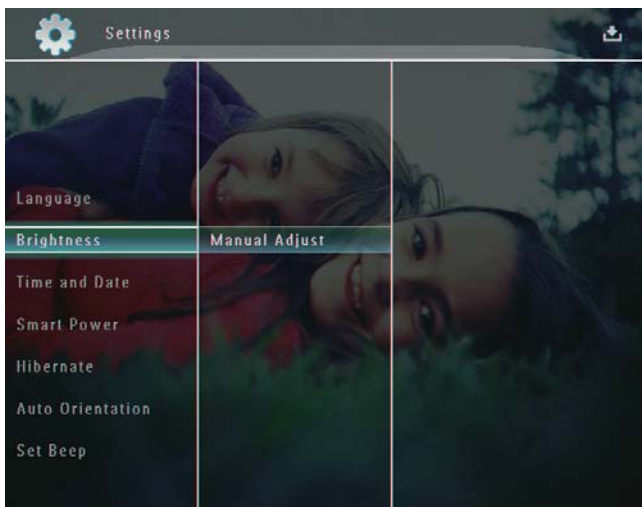 Settings
Language
Brightness
Manual Adjust
Time and Date
Smart Power
Hibernate
Auto Orientation
Set Beep